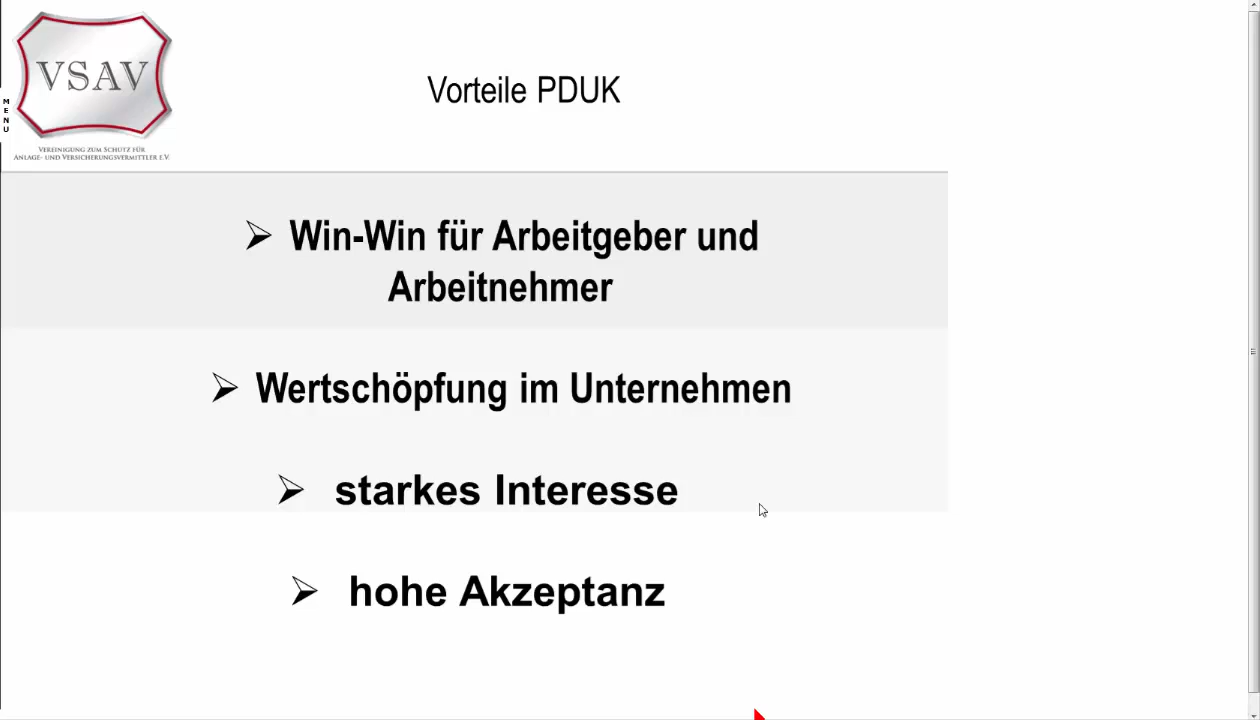 VSAV
MENU
VEREINIGUNG ZUM SCHUTZ FÜR
ANLAGE- UND VERSICHERUNGSVERMITTLER E.V.
Vorteile PDUK
➢ Win-Win für Arbeitgeber und
Arbeitnehmer
➢ Wertschöpfung im Unternehmen
➢ starkes Interesse
➢ hohe Akzeptanz